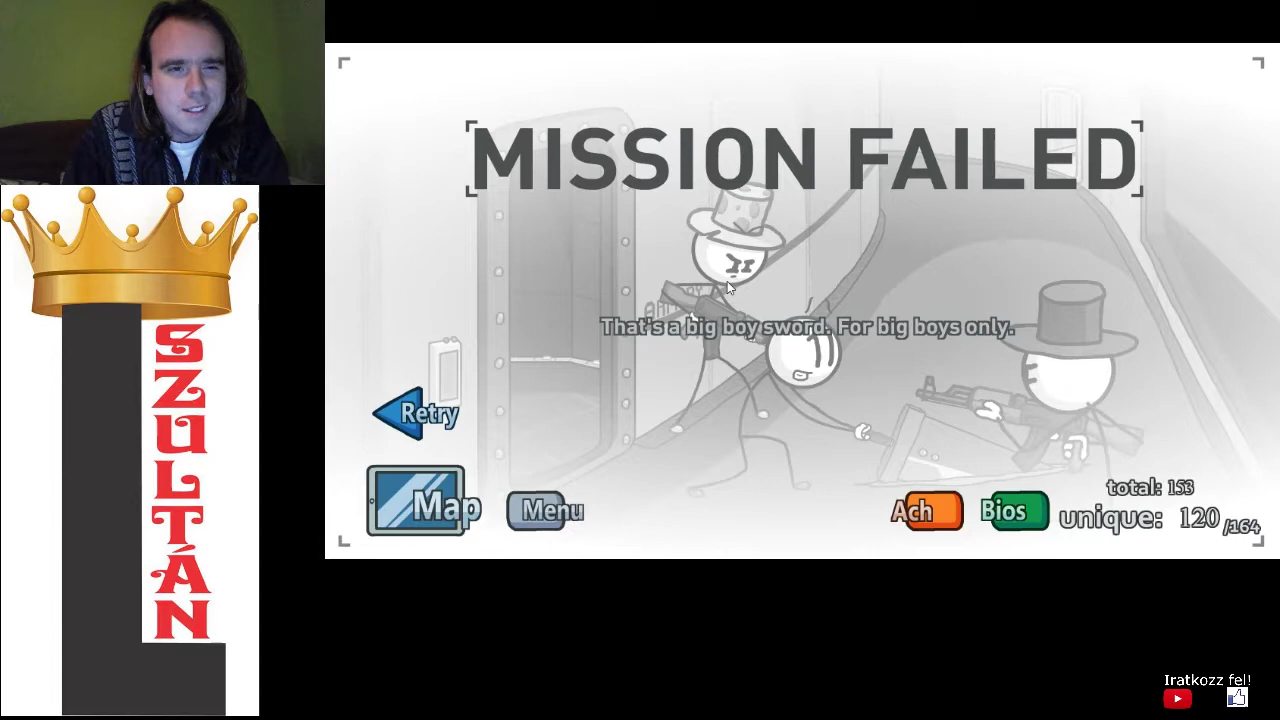 MISSION FAILED
That's a big boy sword. For big boys only.
Retry
Map
Menu
Ach
Bios
total: 153
unique: 120 /164
L
SZULTÁN
Iratkozz fel!